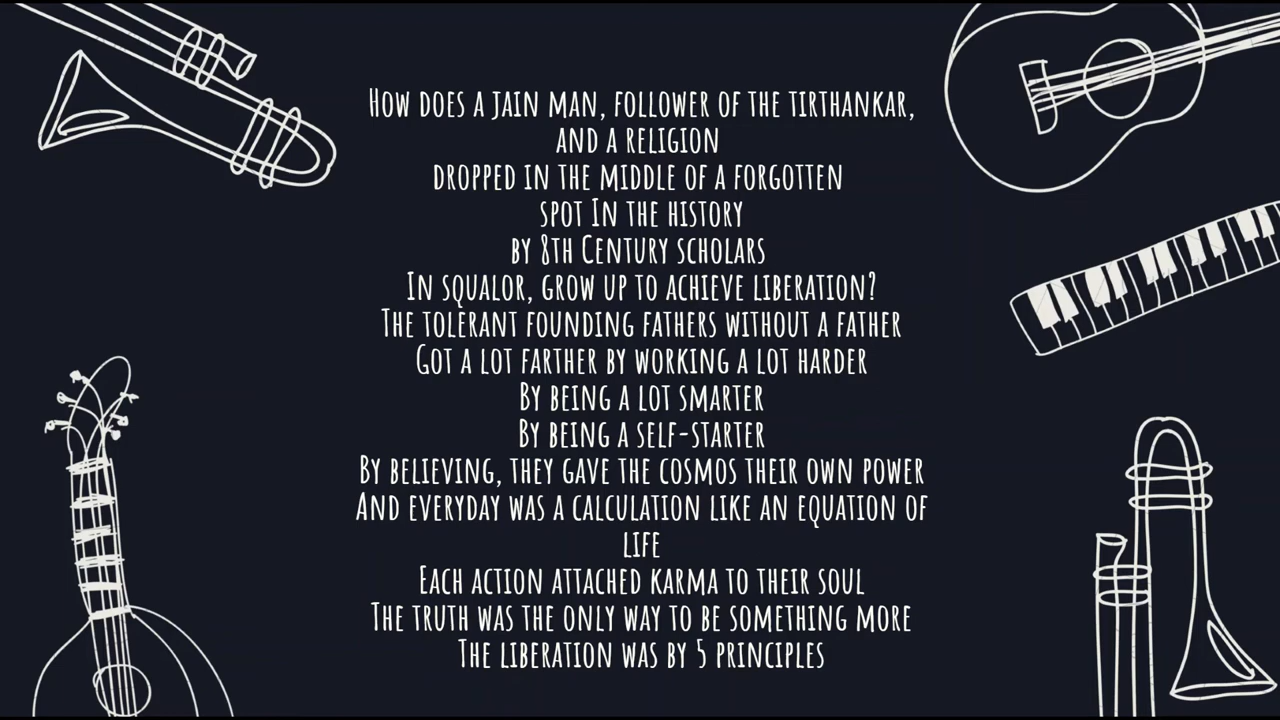 How does a Jain man, follower of the tirthankar,
and a religion
dropped in the middle of a forgotten
spot In the history
by 8th Century scholars
In squalor, grow up to achieve liberation?
The tolerant founding fathers without a father
Got a lot farther by working a lot harder
By being a lot smarter
By being a self-starter
By believing, they gave the cosmos their own power
And everyday was a calculation like an equation of
life
Each action attached karma to their soul
The truth was the only way to be something more
The liberation was by 5 principles